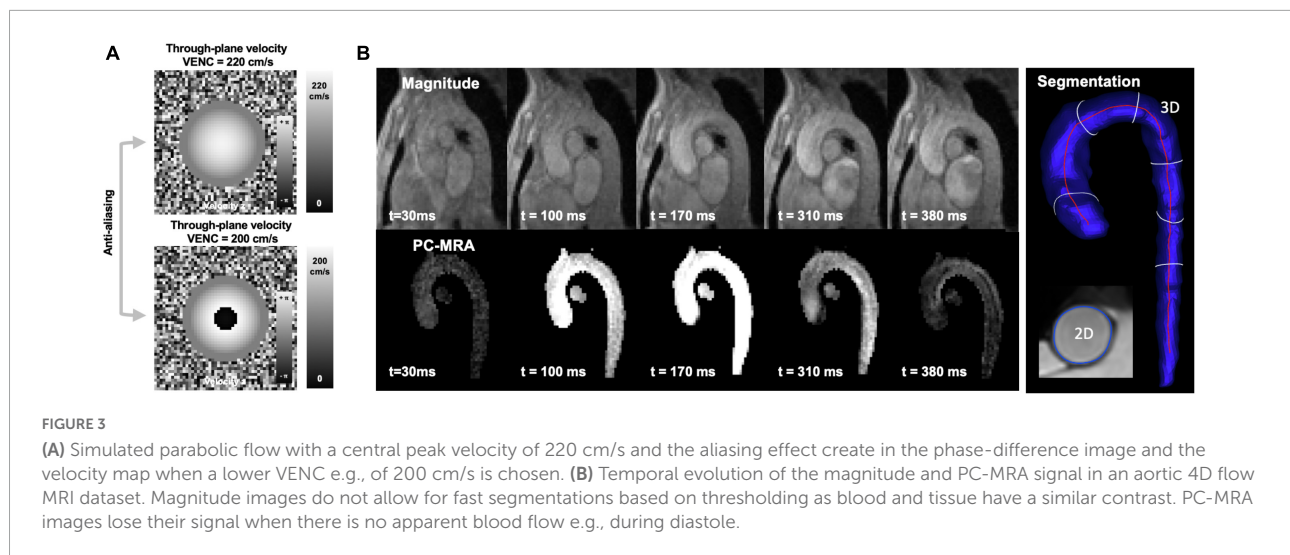 A
Through-plane velocity
VENC = 220 cm/s
220
cm/s
+π
-π
0
Velocity
Anti-aliasing
Through-plane velocity
VENC = 200 cm/s
200
cm/s
+π
-π
0
Velocity
B
Magnitude
t=30ms
t = 100 ms
t = 170 ms
t = 310 ms
t = 380 ms
PC-MRA
t=30ms
t = 100 ms
t = 170 ms
t = 310 ms
t = 380 ms
Segmentation
3D
2D
FIGURE 3
(A) Simulated parabolic flow with a central peak velocity of 220 cm/s and the aliasing effect create in the phase-difference image and the
velocity map when a lower VENC e.g., of 200 cm/s is chosen. (B) Temporal evolution of the magnitude and PC-MRA signal in an aortic 4D flow
MRI dataset. Magnitude images do not allow for fast segmentations based on thresholding as blood and tissue have a similar contrast. PC-MRA
images lose their signal when there is no apparent blood flow e.g., during diastole.